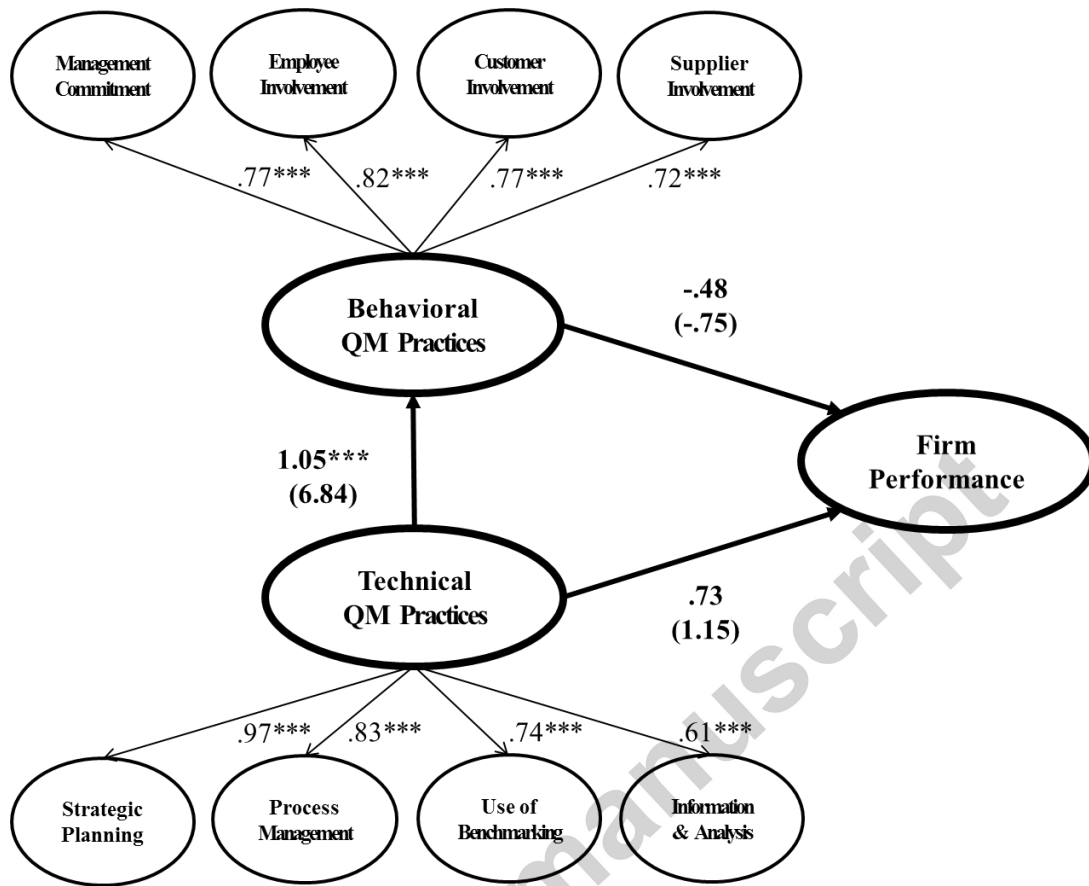 Management
Commitment
Employee
Involvement
Customer
Involvement
Supplier
Involvement
.77***
.82***
.77***
.72***
Behavioral
QM Practices
-.48
(-.75)
Firm
Performance
1.05***
(6.84)
Technical
QM Practices
.73
(1.15)
.97***
.83***
.74***
.61***
Strategic
Planning
Process
Management
Use of
Benchmarking
Information
& Analysis
manuscript